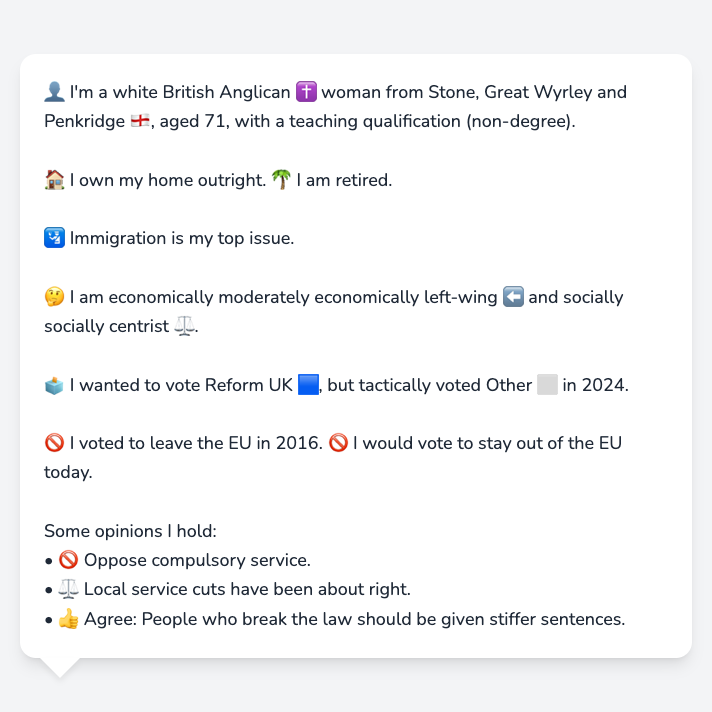 👤 I'm a white British Anglican ✝️ woman from Stone, Great Wyrley and
Penkridge 🏴󠁧󠁢󠁥󠁮󠁧󠁿, aged 71, with a teaching qualification (non-degree).
🏠 I own my home outright. 🌴 I am retired.
🛂 Immigration is my top issue.
🤔 I am economically moderately economically left-wing ⬅️ and socially
socially centrist ⚖️.
🗳️ I wanted to vote Reform UK 🟦, but tactically voted Other ⬜ in 2024.
🚫 I voted to leave the EU in 2016. 🚫 I would vote to stay out of the EU
today.
Some opinions I hold:
• 🚫 Oppose compulsory service.
• ⚖️ Local service cuts have been about right.
• 👍 Agree: People who break the law should be given stiffer sentences.